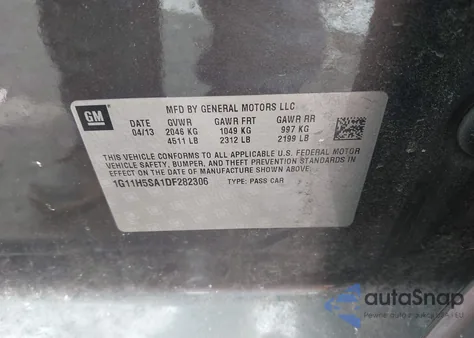 GM
MFD BY GENERAL MOTORS LLC
DATE GVWR GAWR FRT GAWR RR
04/13 2046 KG 1049 KG 997 KG
4511 LB 2312 LB 2199 LB
THIS VEHICLE CONFORMS TO ALL APPLICABLE U.S. FEDERAL MOTOR
VEHICLE SAFETY, BUMPER, AND THEFT PREVENTION STANDARDS IN
EFFECT ON THE DATE OF MANUFACTURE SHOWN ABOVE.
1G11H5SA1DF282306 TYPE: PASS CAR
autoSnap